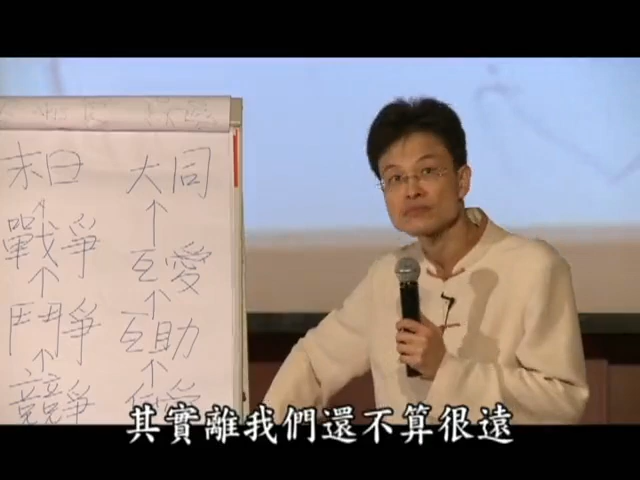 末日 大同
戰爭 互愛
鬥爭 互助
競爭
其實離我們還不算很遠